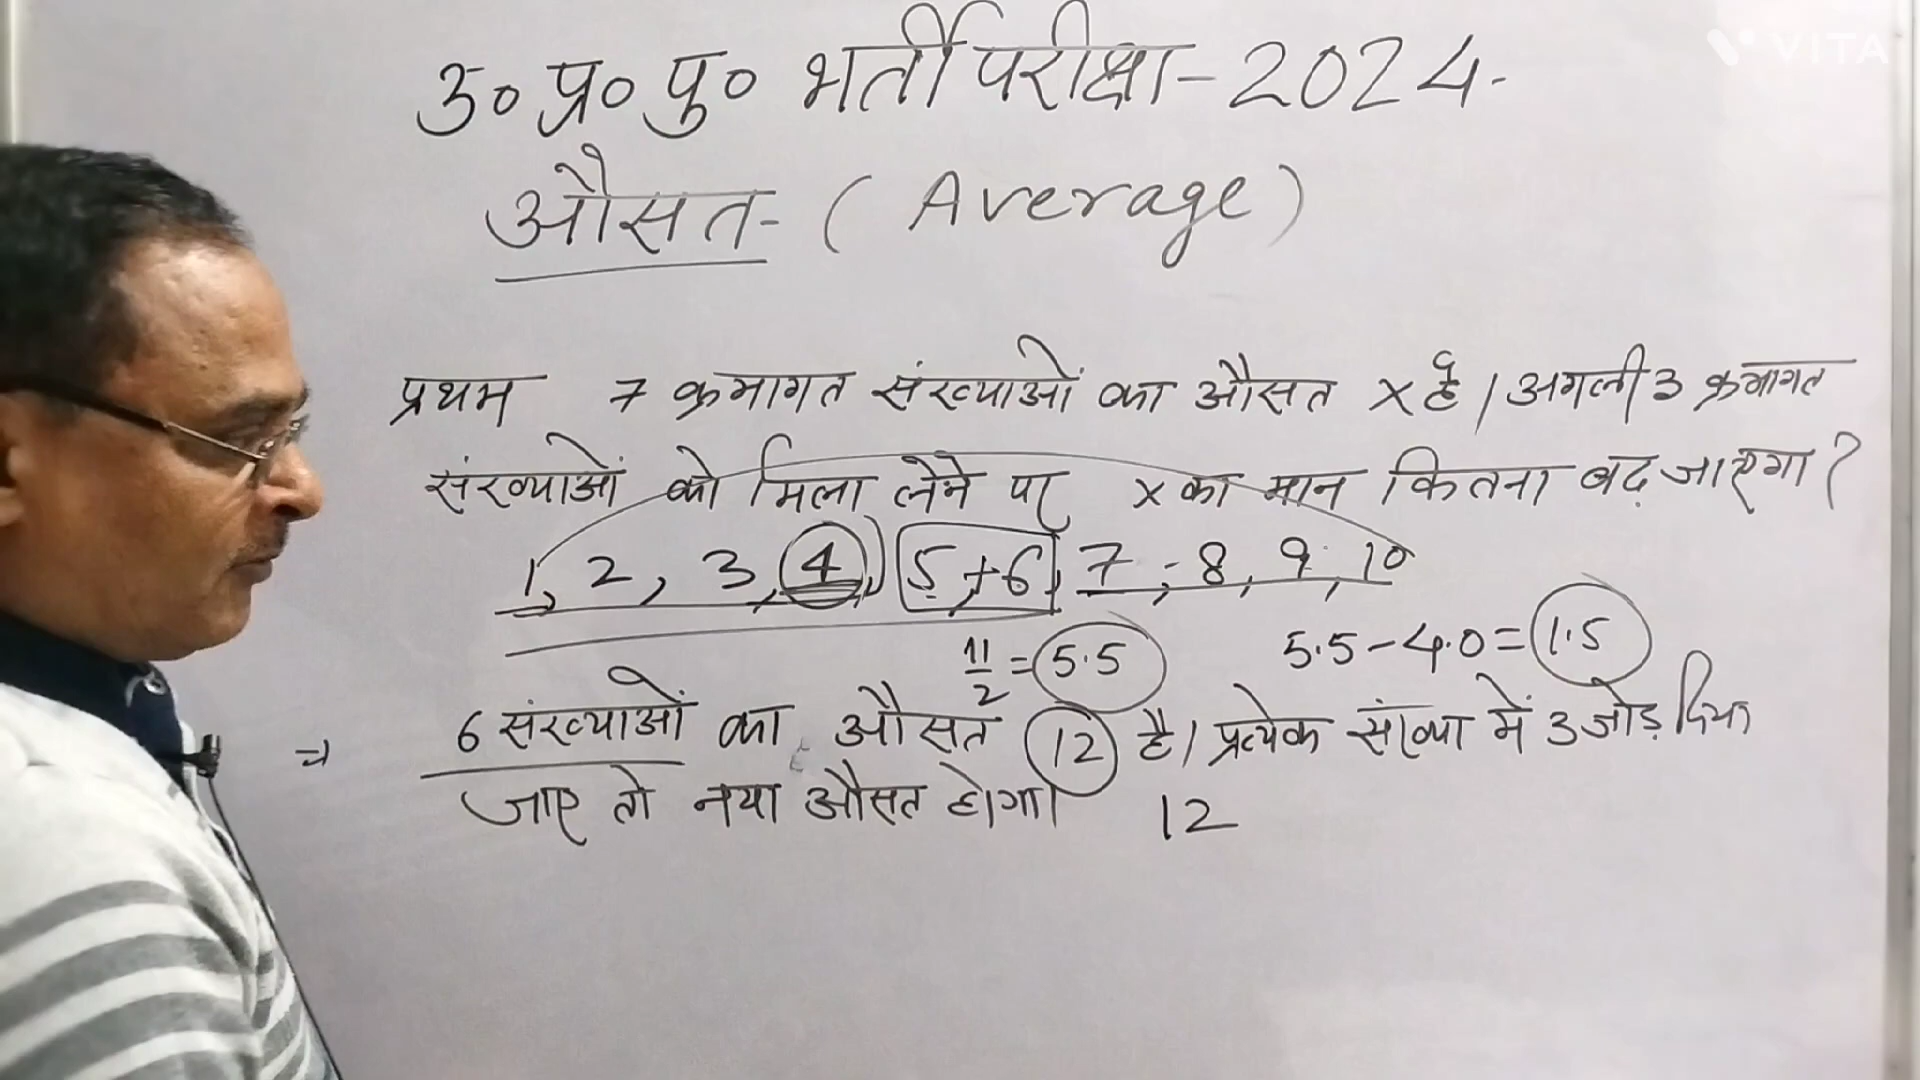 उ० प्र० पु० भर्ती परीक्षा - 2024.
औसत - ( Average )
प्रथम 7 क्रमागत संख्याओं का औसत x है । अगली 3 क्रमागत
संख्याओं को मिला लेने पर x का मान कितना बढ़ जाएगा ?
1, 2, 3, 4, 5, + 6, 7, 8, 9, 10
11/2 = 5.5 5.5 - 4.0 = 1.5
⇒ 6 संख्याओं का औसत 12 है । प्रत्येक संख्या में 3 जोड़ दिया
जाए तो नया औसत होगा। 12
VITA